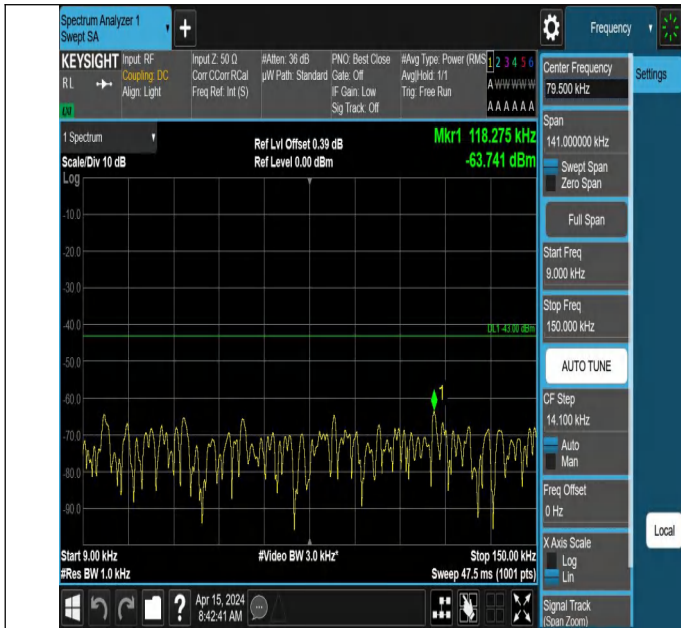 Spectrum Analyzer 1
Swept SA
+
Frequency
KEYSIGHT
Input: RF
Coupling: DC
Align: Light
Input Z: 50 Ω
Corr CCorr RCal
Freq Ref: Int (S)
#Atten: 36 dB
µW Path: Standard
PNO: Best Close
Gate: Off
IF Gain: Low
Sig Track: Off
#Avg Type: Power (RMS
Avg|Hold: 1/1
Trig: Free Run
1 2 3 4 5 6
A W W W W W
A A A A A A
RL
1 Spectrum
Scale/Div 10 dB
Log
Ref Lvl Offset 0.39 dB
Ref Level 0.00 dBm
Mkr1 118.275 kHz
-63.741 dBm
-10.0
-20.0
-30.0
-40.0
DL1 -43.00 dBm
-50.0
-60.0
1
-70.0
-80.0
-90.0
Start 9.00 kHz
#Res BW 1.0 kHz
#Video BW 3.0 kHz*
Stop 150.00 kHz
Sweep 47.5 ms (1001 pts)
?
Apr 15, 2024
8:42:41 AM
Center Frequency
79.500 kHz
Settings
Span
141.000000 kHz
Swept Span
Zero Span
Full Span
Start Freq
9.000 kHz
Stop Freq
150.000 kHz
AUTO TUNE
CF Step
14.100 kHz
Auto
Man
Freq Offset
0 Hz
Local
X Axis Scale
Log
Lin
Signal Track
(Span Zoom)